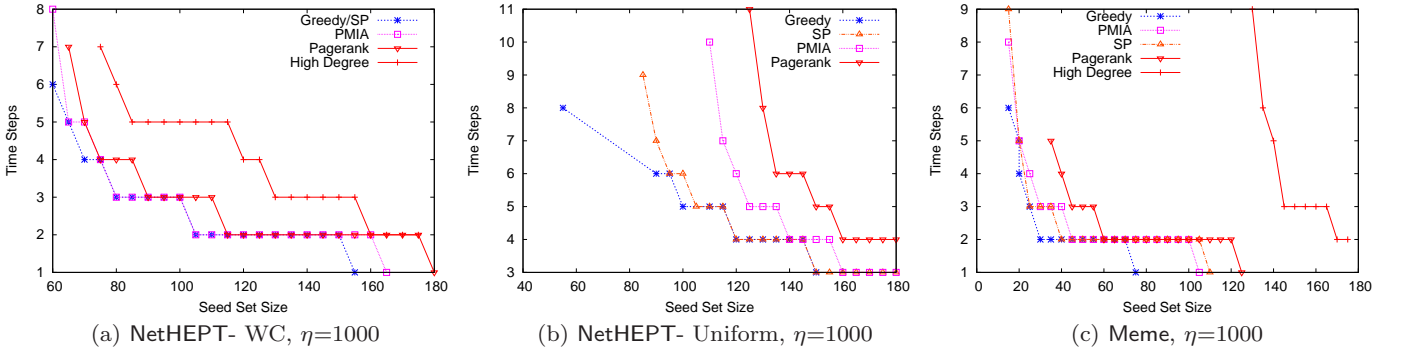 8
7
6
5
4
3
2
1
Time Steps
60 80 100 120 140 160 180
Seed Set Size
Greedy/SP
PMIA
Pagerank
High Degree
(a) NetHEPT- WC, η=1000
11
10
9
8
7
6
5
4
3
Time Steps
40 60 80 100 120 140 160 180
Seed Set Size
Greedy
SP
PMIA
Pagerank
(b) NetHEPT- Uniform, η=1000
9
8
7
6
5
4
3
2
1
Time Steps
0 20 40 60 80 100 120 130 150 180
Seed Set Size
Greedy
PMIA
SP
Pagerank
High Degree
(c) Meme, η=1000